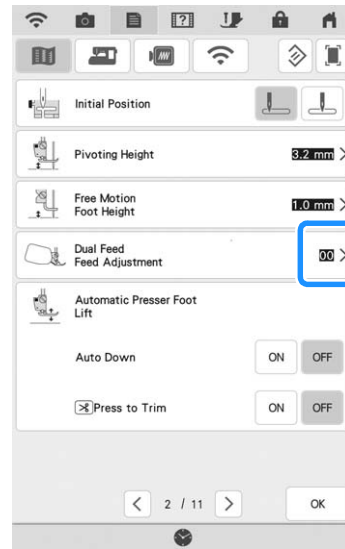 Initial Position
Pivoting Height
3.2 mm
Free Motion
Foot Height
1.0 mm
Dual Feed
Feed Adjustment
00
Automatic Presser Foot
Lift
Auto Down
ON OFF
Press to Trim
ON OFF
2 / 11
OK